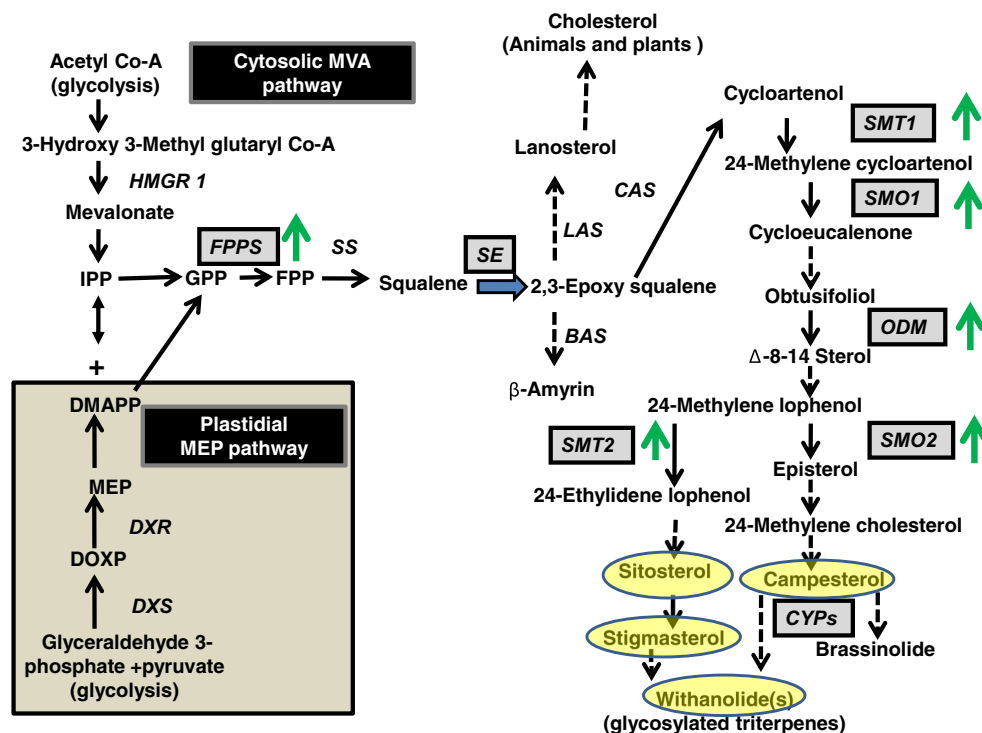 Acetyl Co-A
(glycolysis)
Cytosolic MVA
pathway
3-Hydroxy 3-Methyl glutaryl Co-A
HMGR 1
Mevalonate
IPP
GPP
FPPS
FPP
SS
Squalene
SE
2,3-Epoxy squalene
+
DMAPP
Plastidial
MEP pathway
MEP
DXR
DOXP
DXS
Glyceraldehyde 3-
phosphate +pyruvate
(glycolysis)
Cholesterol
(Animals and plants )
Lanosterol
LAS
CAS
BAS
β-Amyrin
Cycloartenol
SMT1
24-Methylene cycloartenol
SMO1
Cycloeucalenone
Obtusifoliol
ODM
Δ-8-14 Sterol
24-Methylene lophenol
SMT2
SMO2
Episterol
24-Ethylidene lophenol
24-Methylene cholesterol
Sitosterol
Campesterol
CYPs
Stigmasterol
Brassinolide
Withanolide(s)
(glycosylated triterpenes)